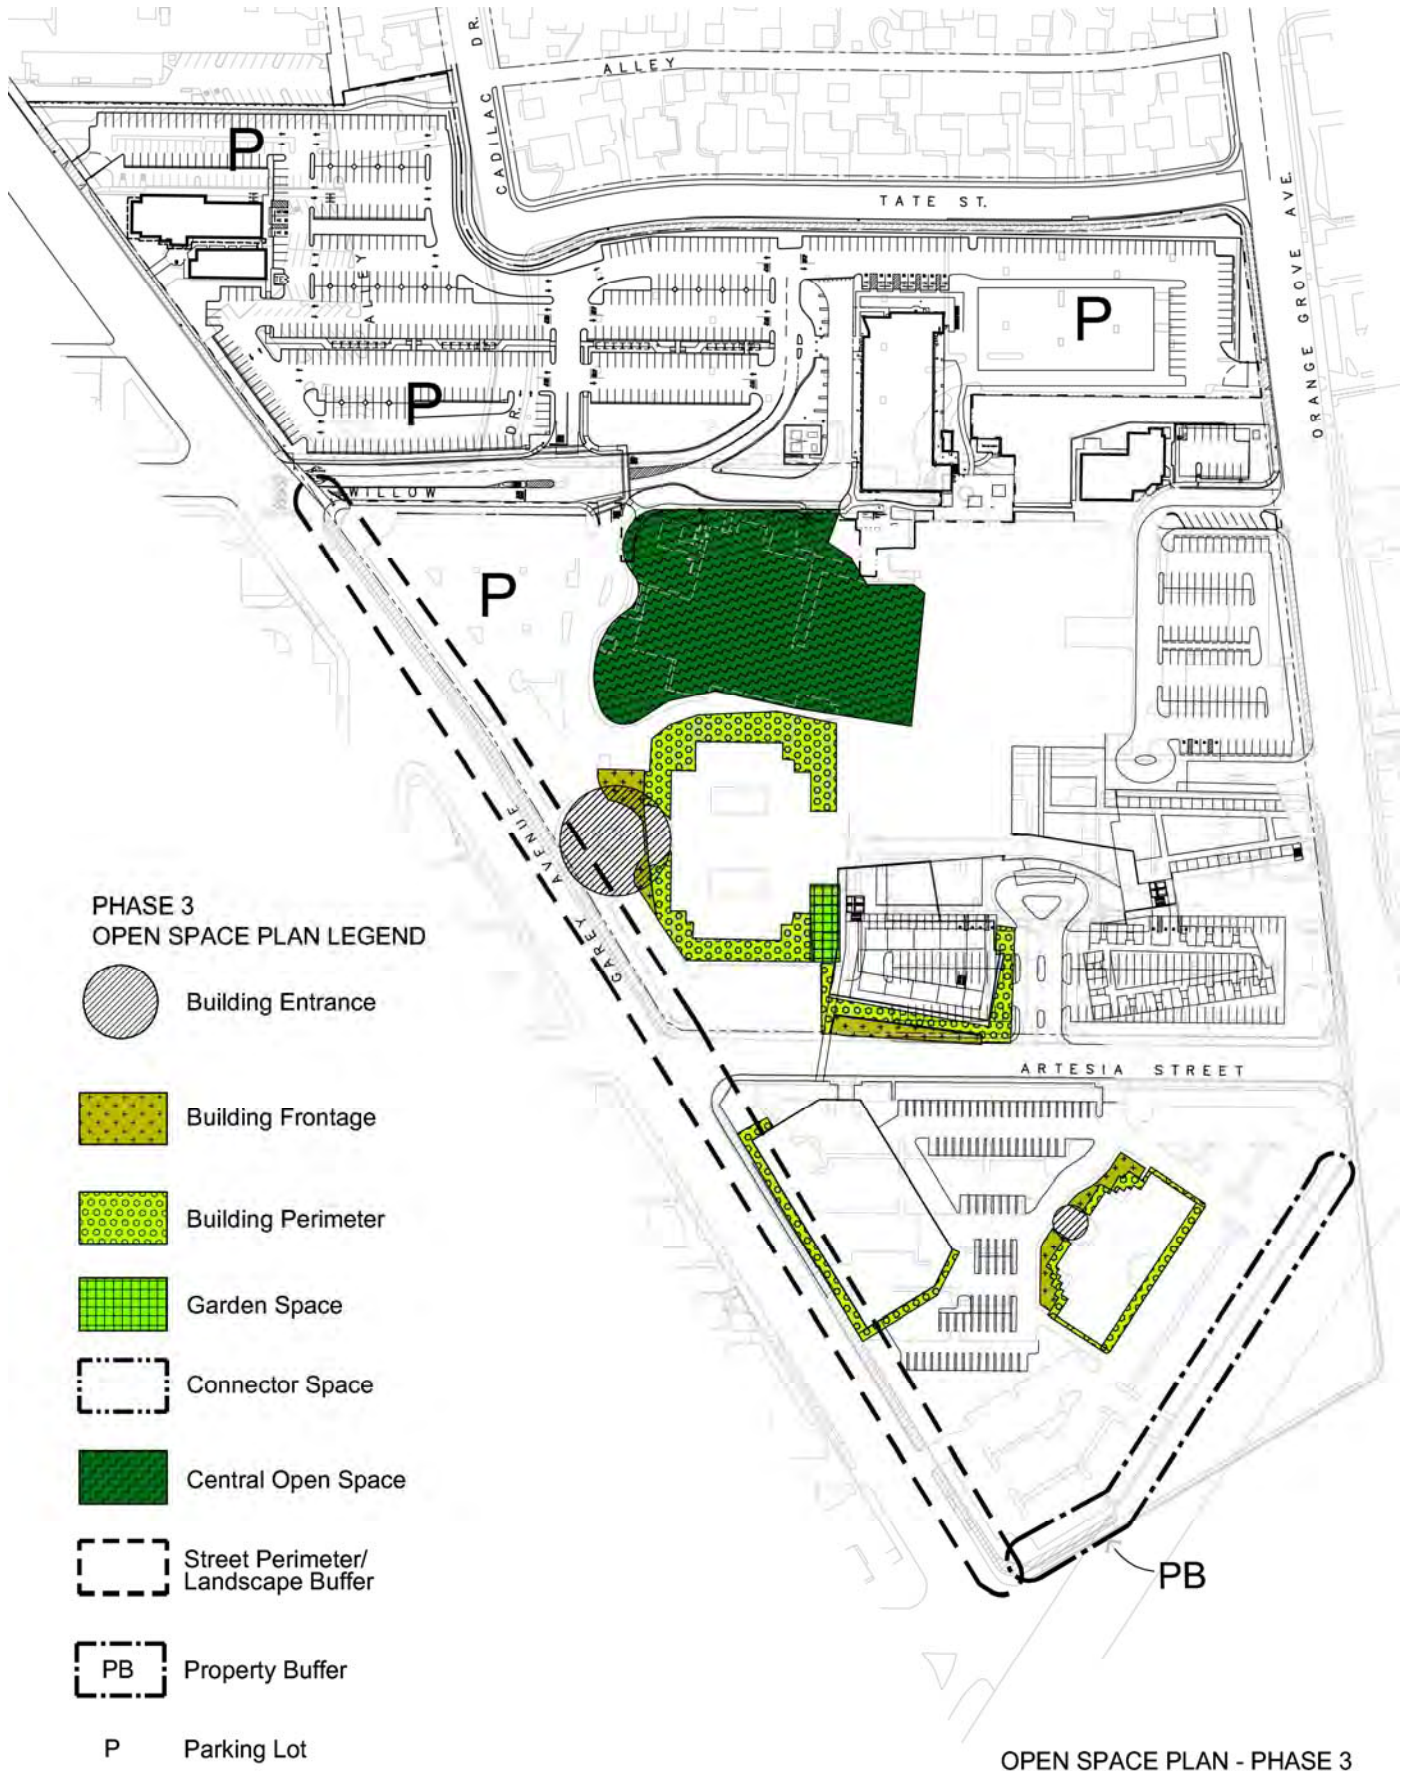 DR.
ALLEY
CADILAC
P
TATE ST.
ORANGE GROVE AVE.
ALLEY
P
P
DR.
WILLOW
P
GAREY AVENUE
PHASE 3
OPEN SPACE PLAN LEGEND
Building Entrance
Building Frontage
Building Perimeter
Garden Space
Connector Space
Central Open Space
Street Perimeter/
Landscape Buffer
PB
Property Buffer
P
Parking Lot
ARTESIA STREET
PB
OPEN SPACE PLAN - PHASE 3